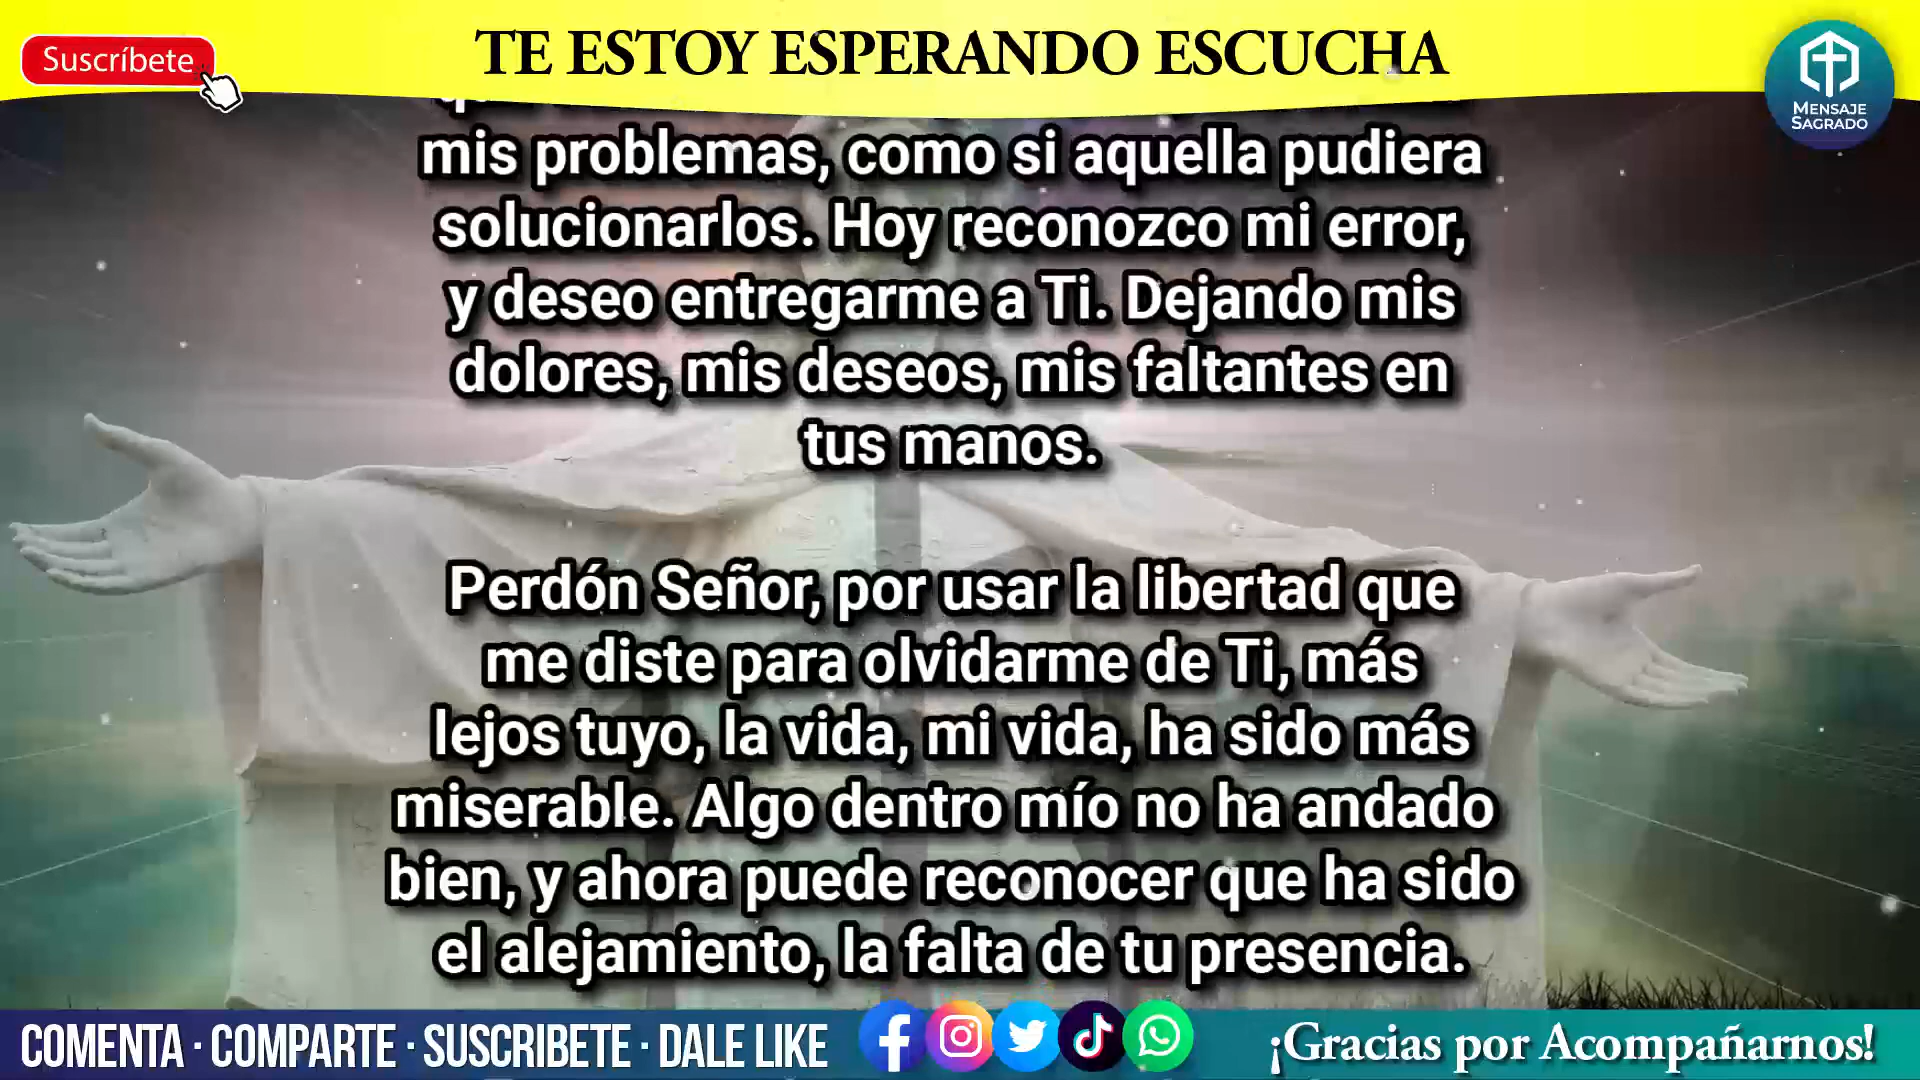 Suscríbete
TE ESTOY ESPERANDO ESCUCHA
MENSAJE
SAGRADO
mis problemas, como si aquella pudiera
solucionarlos. Hoy reconozco mi error,
y deseo entregarme a Ti. Dejando mis
dolores, mis deseos, mis faltantes en
tus manos.
Perdón Señor, por usar la libertad que
me diste para olvidarme de Ti, más
lejos tuyo, la vida, mi vida, ha sido más
miserable. Algo dentro mío no ha andado
bien, y ahora puede reconocer que ha sido
el alejamiento, la falta de tu presencia.
COMENTA · COMPARTE · SUSCRIBETE · DALE LIKE
¡Gracias por Acompañarnos!